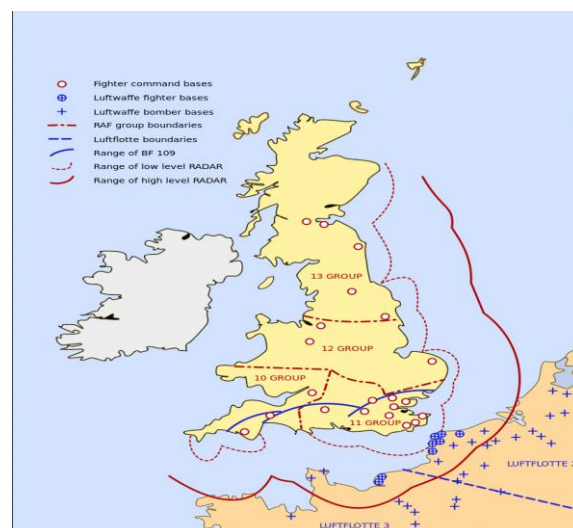 Fighter command bases
Luftwaffe fighter bases
Luftwaffe bomber bases
RAF group boundaries
Luftflotte boundaries
Range of BF 109
Range of low level RADAR
Range of high level RADAR
13 GROUP
12 GROUP
10 GROUP
11 GROUP
LUFTFLOTTE 2
LUFTFLOTTE 3